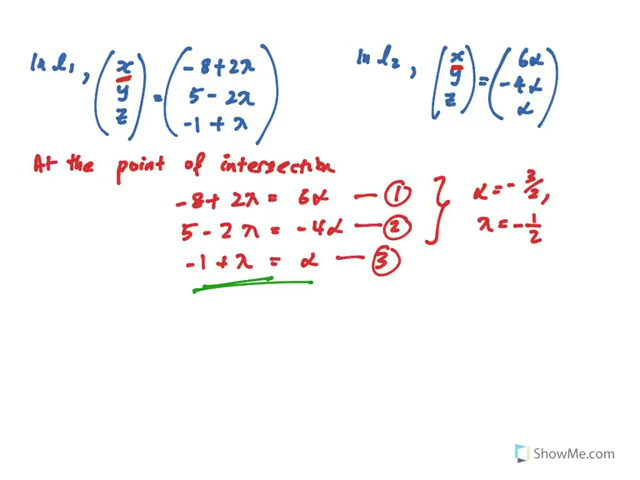 In l₁, (x y z) = (-8+2λ 5-2λ -1+λ)
In l₂, (x y z) = (6α -4α α)
At the point of intersection
-8+2λ = 6α — ①
5-2λ = -4α — ②
-1+λ = α — ③
α = -3/2,
λ = -1/2
ShowMe.com